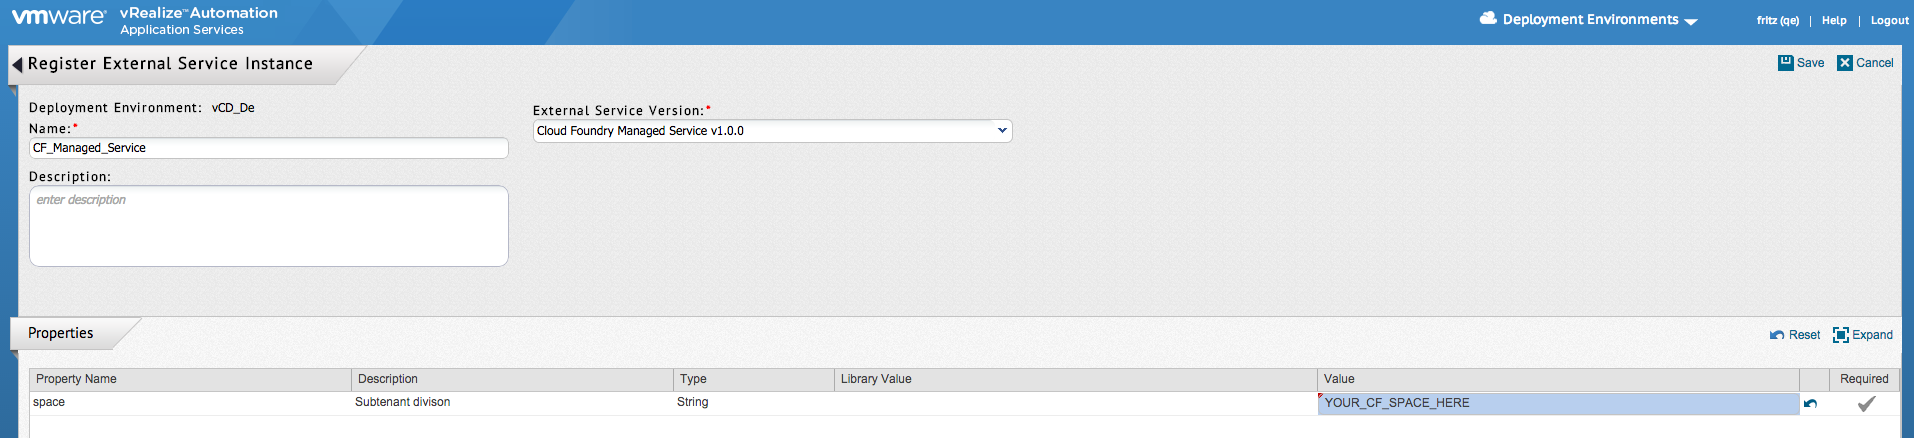 vmware® vRealize™ Automation
Application Services
Deployment Environments
fritz (qe) | Help | Logout
Register External Service Instance
Save Cancel
Deployment Environment: vCD_De
Name:*
CF_Managed_Service
External Service Version:*
Cloud Foundry Managed Service v1.0.0
Description:
enter description
Properties
Reset Expand
Property Name Description Type Library Value Value Required
space Subtenant divison String YOUR_CF_SPACE_HERE